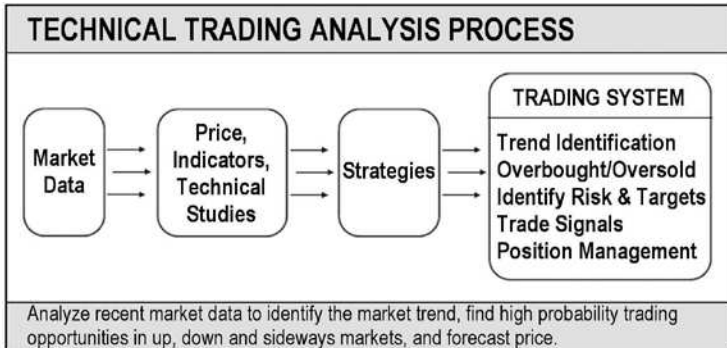 TECHNICAL TRADING ANALYSIS PROCESS
Market
Data
Price,
Indicators,
Technical
Studies
Strategies
TRADING SYSTEM
Trend Identification
Overbought/Oversold
Identify Risk & Targets
Trade Signals
Position Management
Analyze recent market data to identify the market trend, find high probability trading
opportunities in up, down and sideways markets, and forecast price.